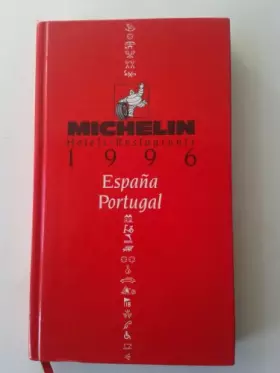 MICHELIN
Hotels-Restaurants
1996
España
Portugal